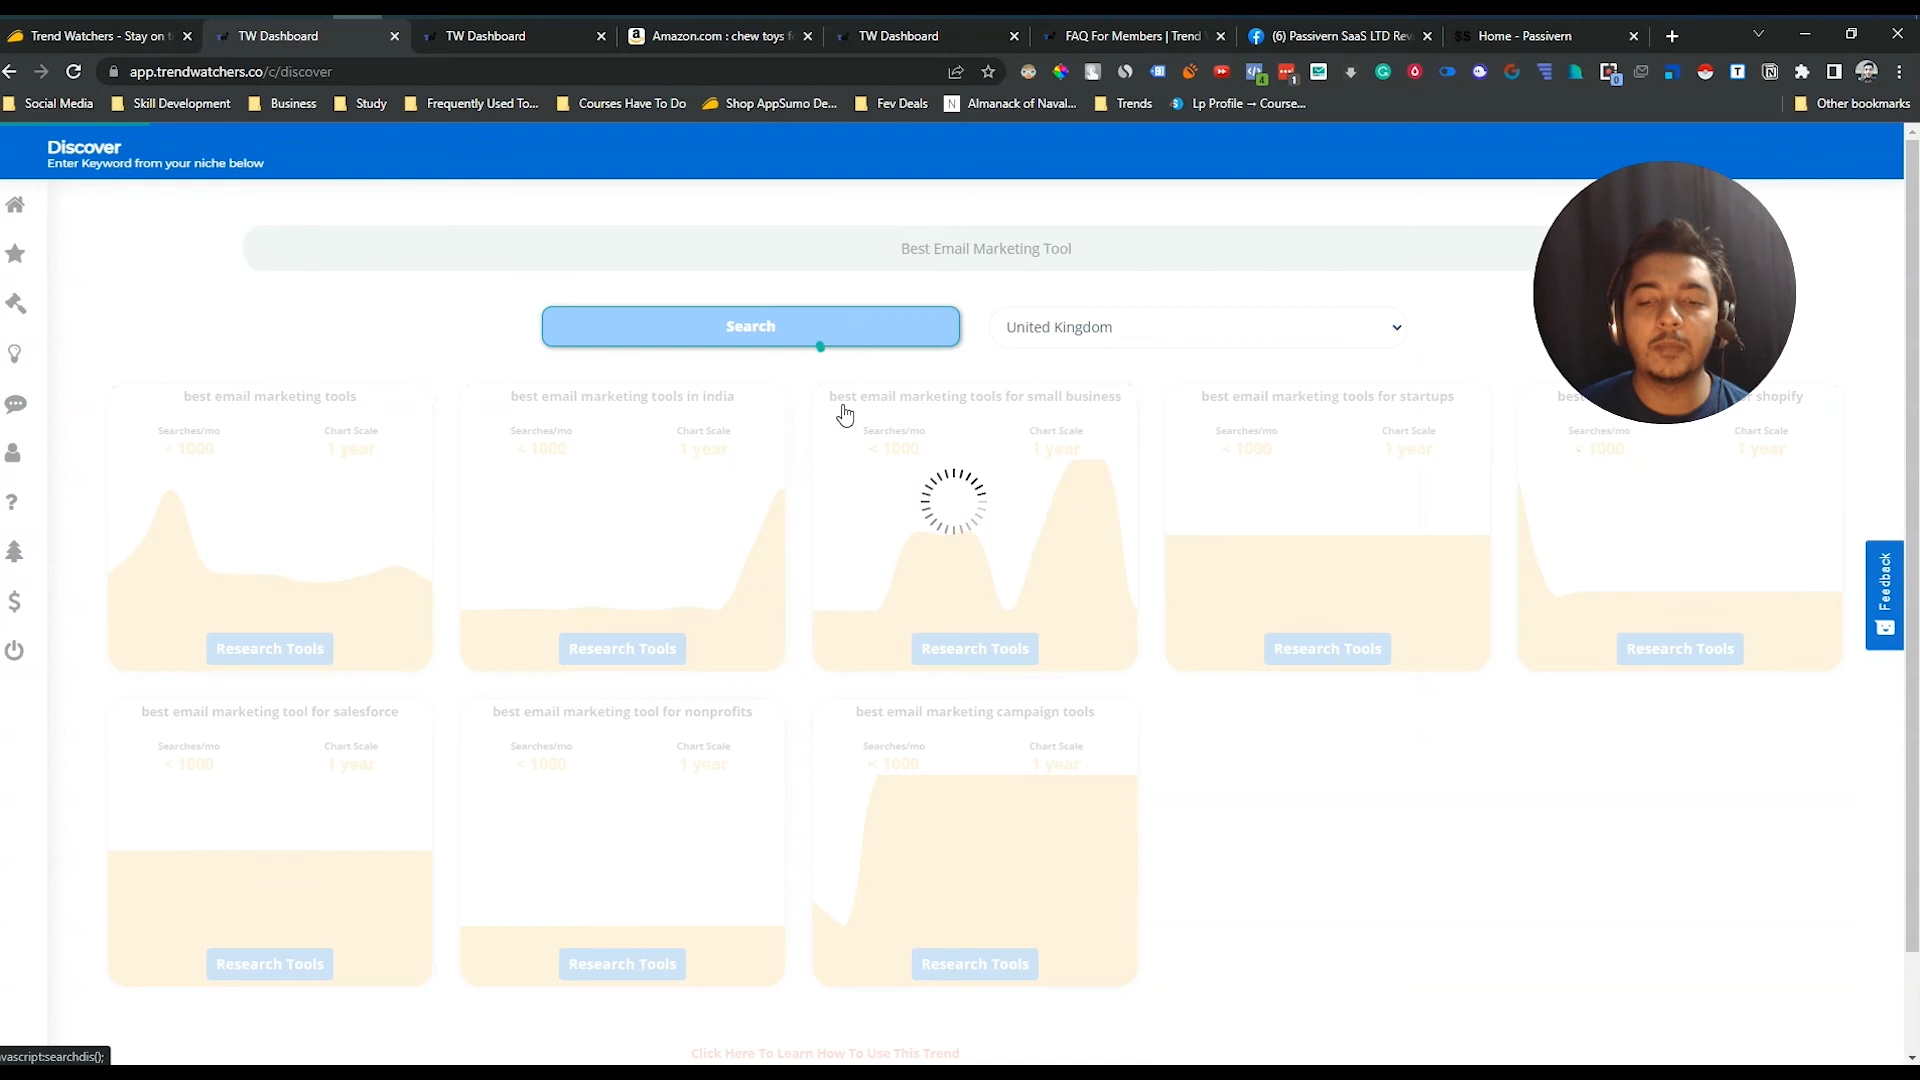 Trend Watchers - Stay on t
TW Dashboard
TW Dashboard
Amazon.com : chew toys f
TW Dashboard
FAQ For Members | Trend
(6) Passivern SaaS LTD Rev
SS Home - Passivern
app.trendwatchers.co/c/discover
Social Media
Skill Development
Business
Study
Frequently Used To...
Courses Have To Do
Shop AppSumo De...
Fev Deals
Almanack of Naval...
Trends
Lp Profile → Course...
Other bookmarks
Discover
Enter Keyword from your niche below
Best Email Marketing Tool
Search
United Kingdom
best email marketing tools
Searches/mo Chart Scale
< 1000 1 year
Research Tools
best email marketing tools in india
Searches/mo Chart Scale
< 1000 1 year
Research Tools
best email marketing tools for small business
Searches/mo Chart Scale
< 1000 1 year
Research Tools
best email marketing tools for startups
Searches/mo Chart Scale
< 1000 1 year
Research Tools
shopify
Searches/mo Chart Scale
< 1000 1 year
Research Tools
best email marketing tool for salesforce
Searches/mo Chart Scale
< 1000 1 year
Research Tools
best email marketing tool for nonprofits
Searches/mo Chart Scale
< 1000 1 year
Research Tools
best email marketing campaign tools
Searches/mo Chart Scale
< 1000 1 year
Research Tools
Feedback
Click Here To Learn How To Use This Trend
avascript:searchdis();